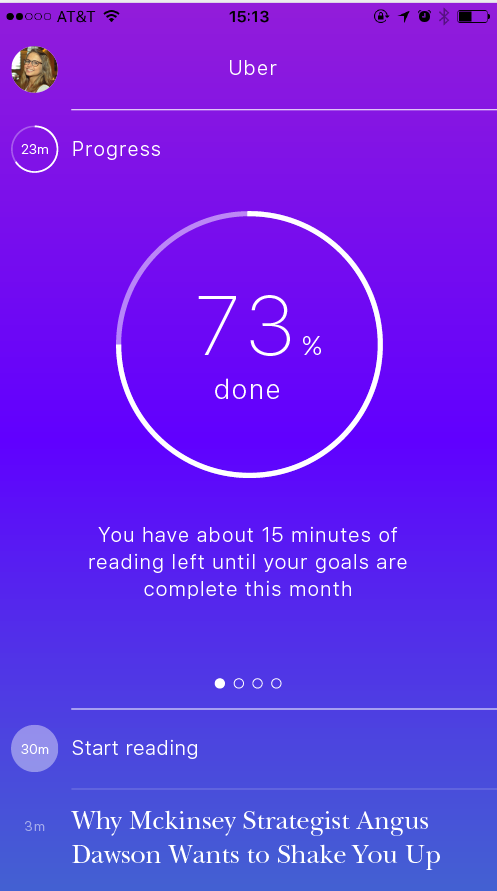 AT&T 15:13
Uber
23m Progress
73%
done
You have about 15 minutes of
reading left until your goals are
complete this month
30m Start reading
3m Why Mckinsey Strategist Angus
Dawson Wants to Shake You Up